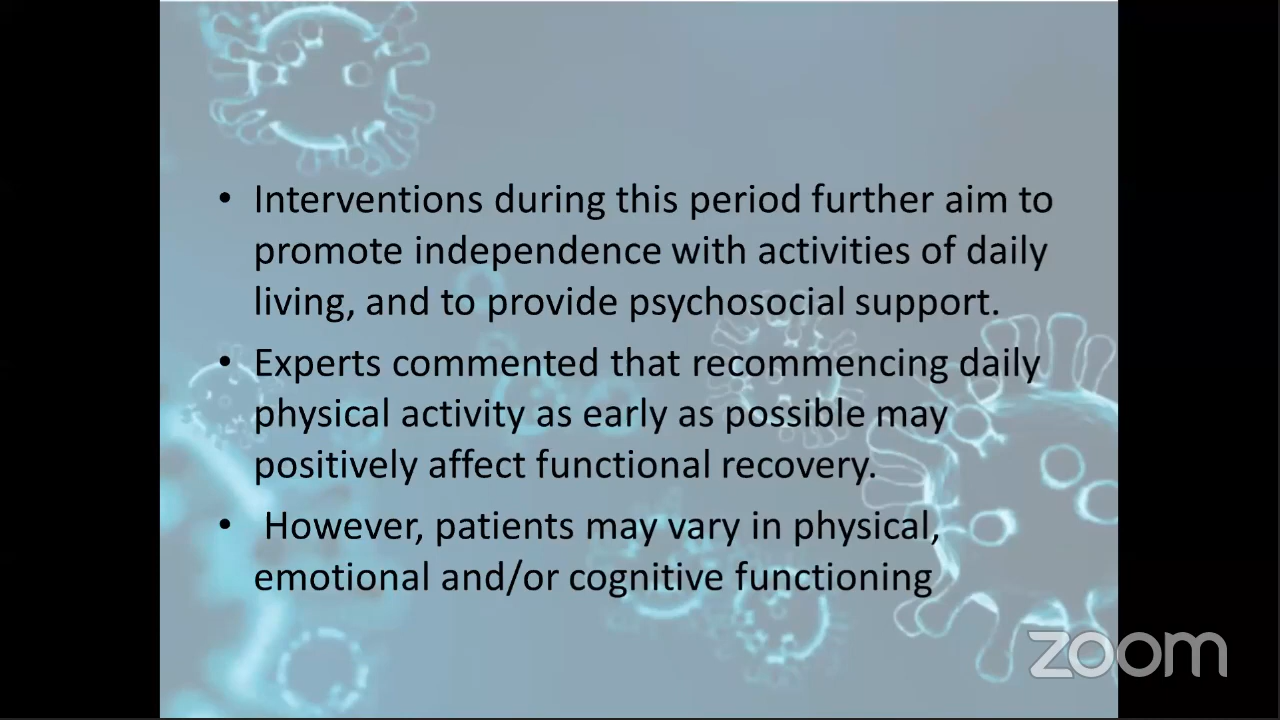 • Interventions during this period further aim to
promote independence with activities of daily
living, and to provide psychosocial support.
• Experts commented that recommencing daily
physical activity as early as possible may
positively affect functional recovery.
• However, patients may vary in physical,
emotional and/or cognitive functioning
zoom